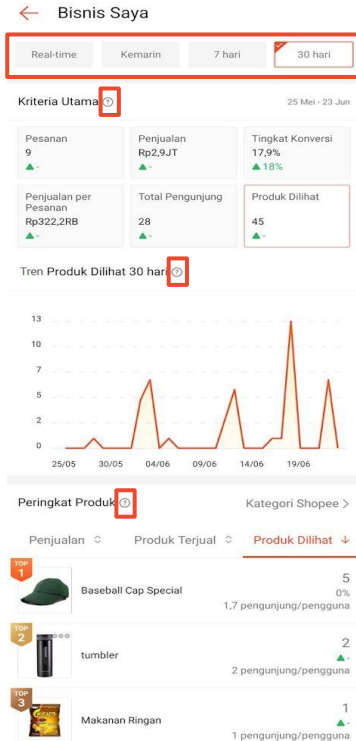 Bisnis Saya
Real-time Kemarin 7 hari 30 hari
Kriteria Utama
25 Mei - 23 Jun
Pesanan
9
-
Penjualan
Rp2,9JT
-
Tingkat Konversi
17,9%
18%
Penjualan per
Pesanan
Rp322,2RB
-
Total Pengunjung
28
-
Produk Dilihat
45
-
Tren Produk Dilihat 30 hari
13
10
7
5
2
0
25/05 30/05 04/06 09/06 14/06 19/06
Peringkat Produk
Kategori Shopee >
Penjualan Produk Terjual Produk Dilihat
TOP
1
Baseball Cap Special
5
0%
1,7 pengunjung/pengguna
TOP
2
tumbler
2
-
2 pengunjung/pengguna
TOP
3
Makanan Ringan
1
-
1 pengunjung/pengguna